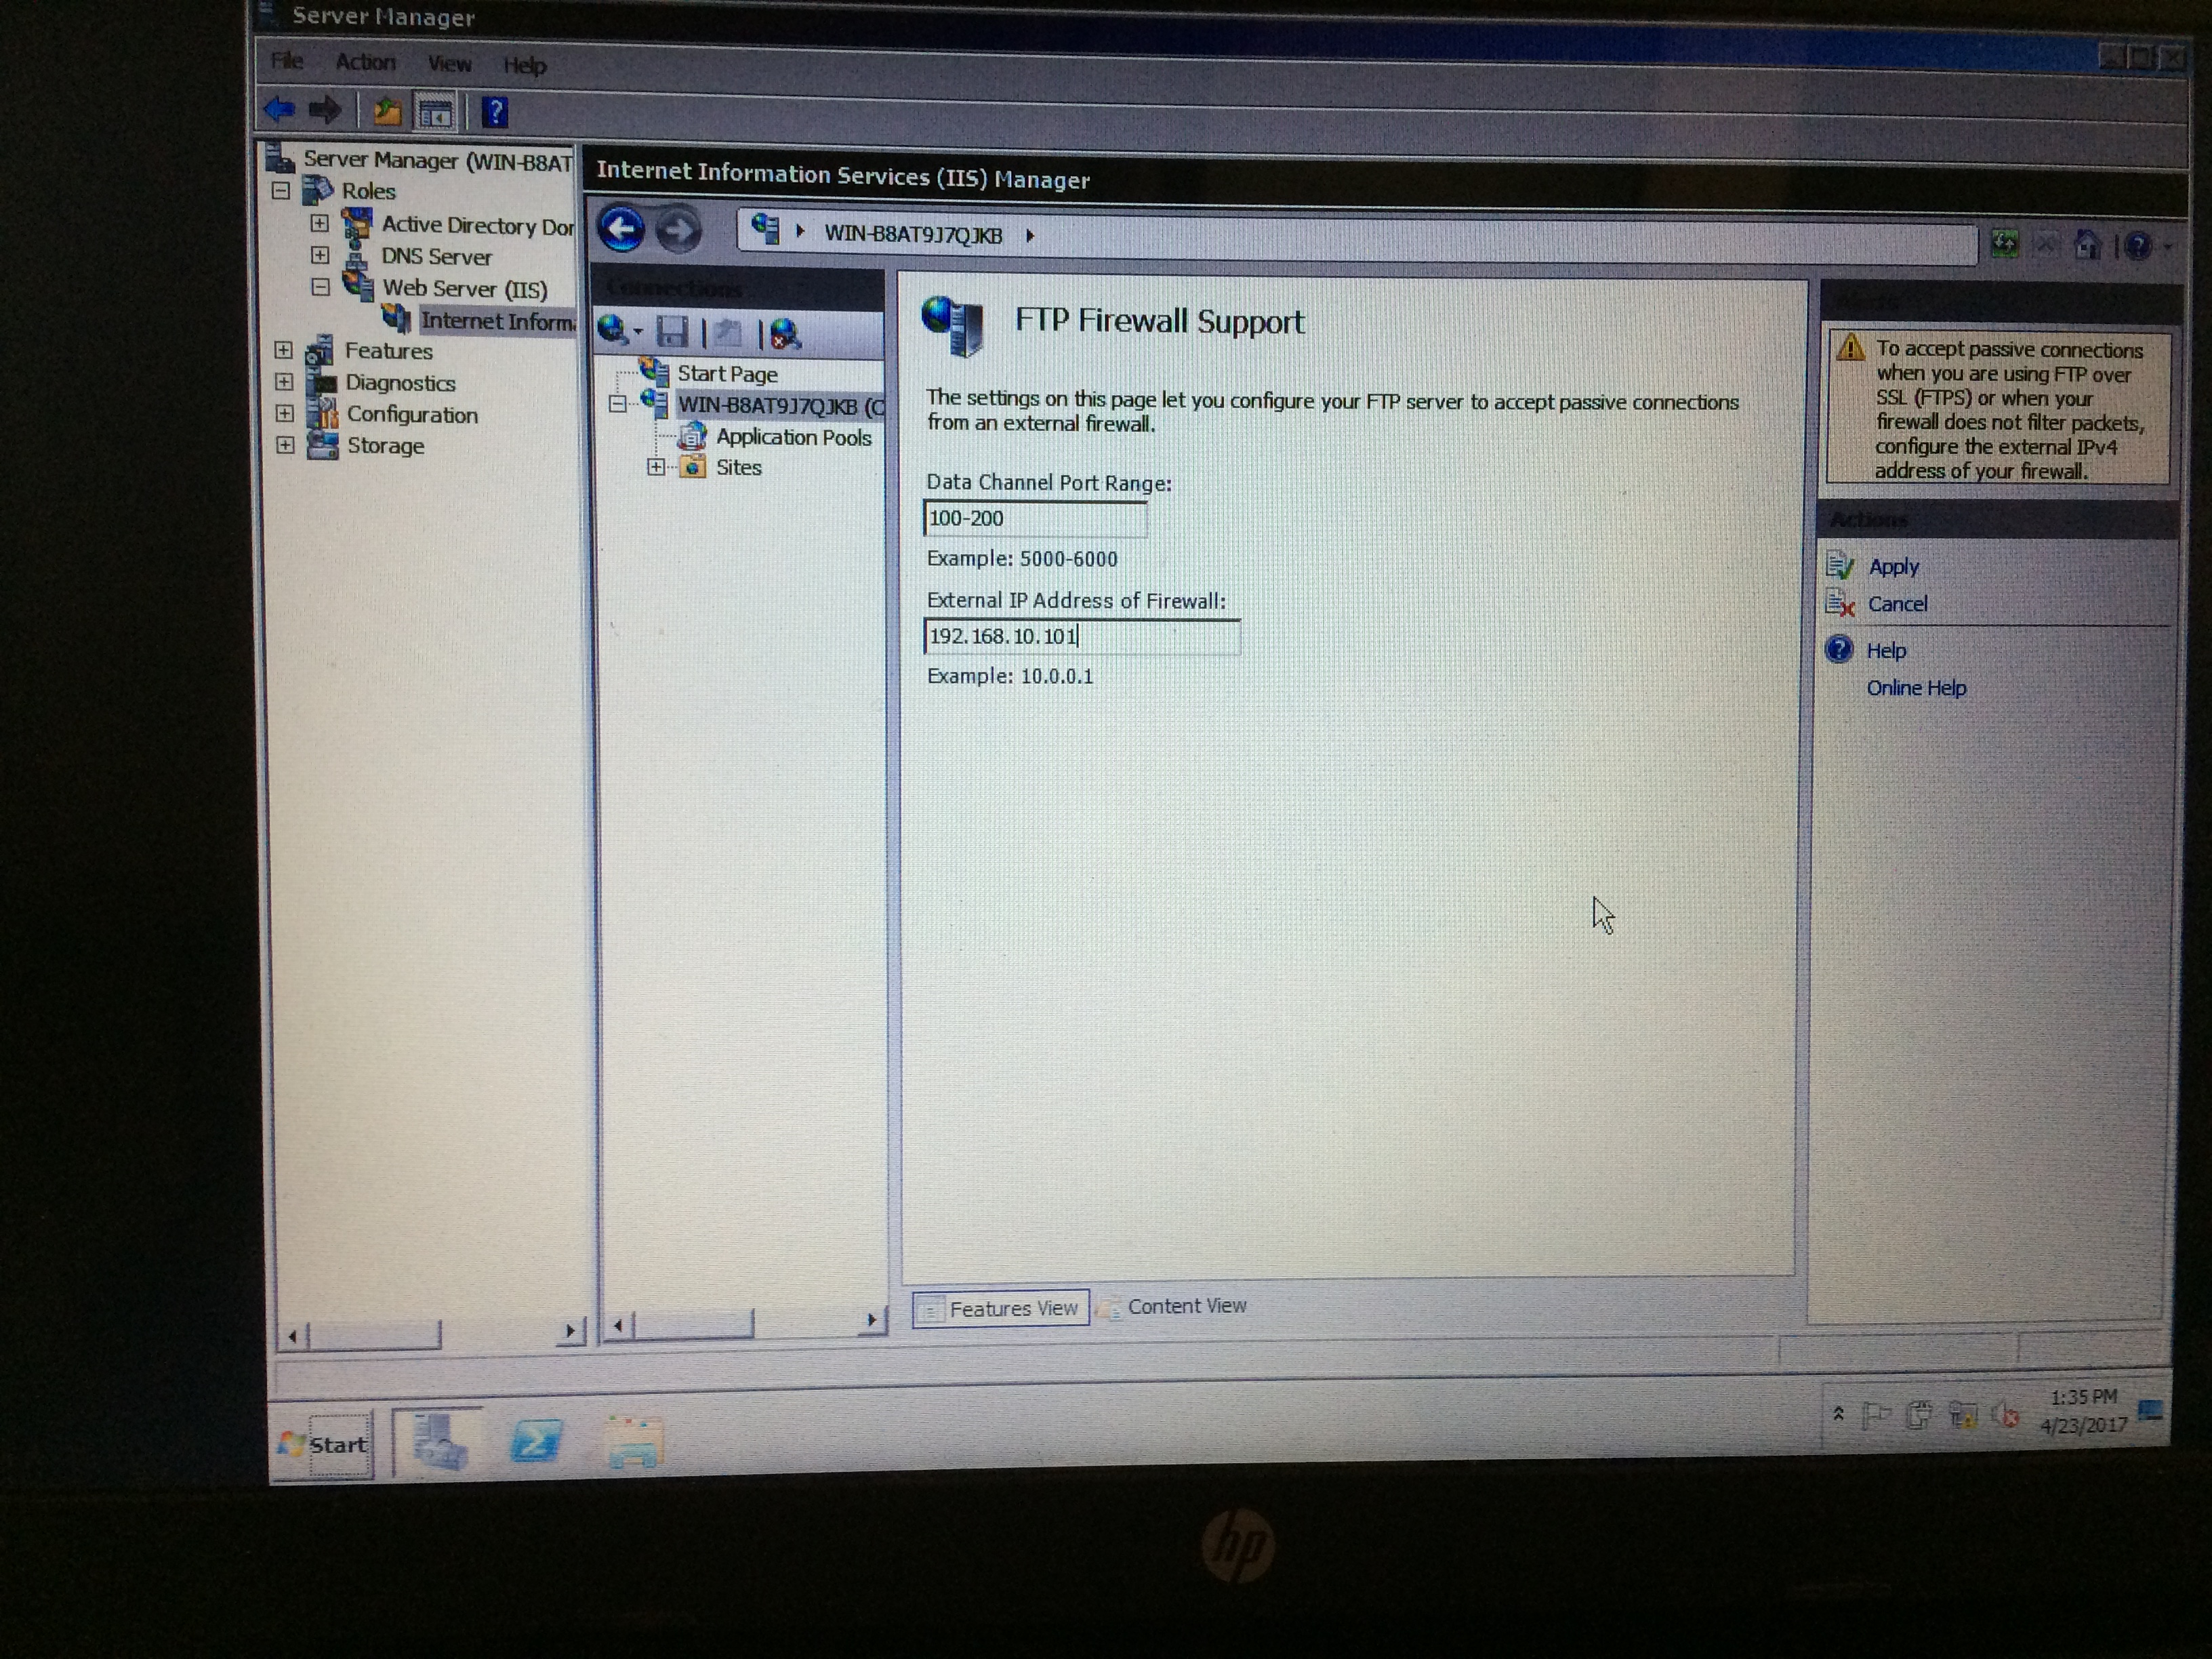 Server Manager
File Action View Help
Server Manager (WIN-B8AT
Roles
Active Directory Dor
DNS Server
Web Server (IIS)
Internet Inform
Features
Diagnostics
Configuration
Storage
Internet Information Services (IIS) Manager
WIN-B8AT9J7QJKB
Connections
Start Page
WIN-B8AT9J7QJKB (C
Application Pools
Sites
FTP Firewall Support
The settings on this page let you configure your FTP server to accept passive connections
from an external firewall.
Data Channel Port Range:
100-200
Example: 5000-6000
External IP Address of Firewall:
192.168.10.101
Example: 10.0.0.1
Features View Content View
To accept passive connections
when you are using FTP over
SSL (FTPS) or when your
firewall does not filter packets,
configure the external IPv4
address of your firewall.
Actions
Apply
Cancel
Help
Online Help
Start
1:35 PM
4/23/2017
hp